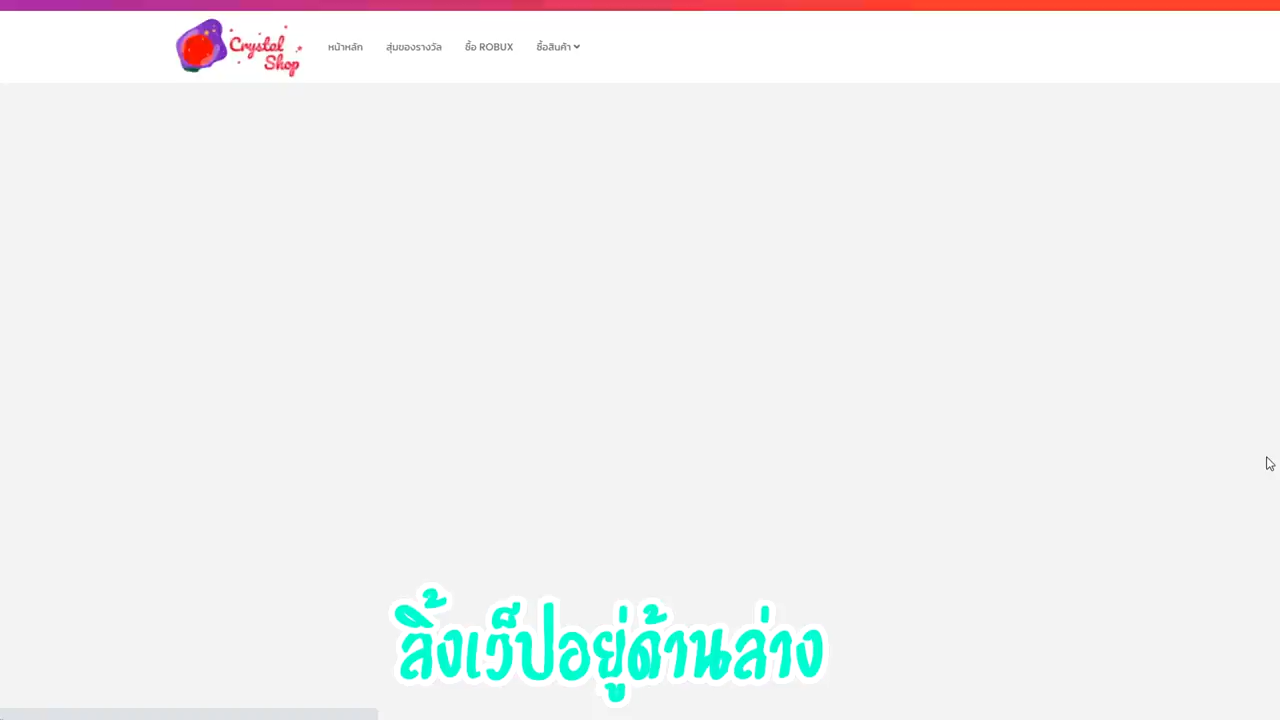 Crystal
Shop
หน้าหลัก
สุ่มของรางวัล
ซื้อ ROBUX
ซื้อสินค้า
ลิ้งเว็ปอยู่ด้านล่าง